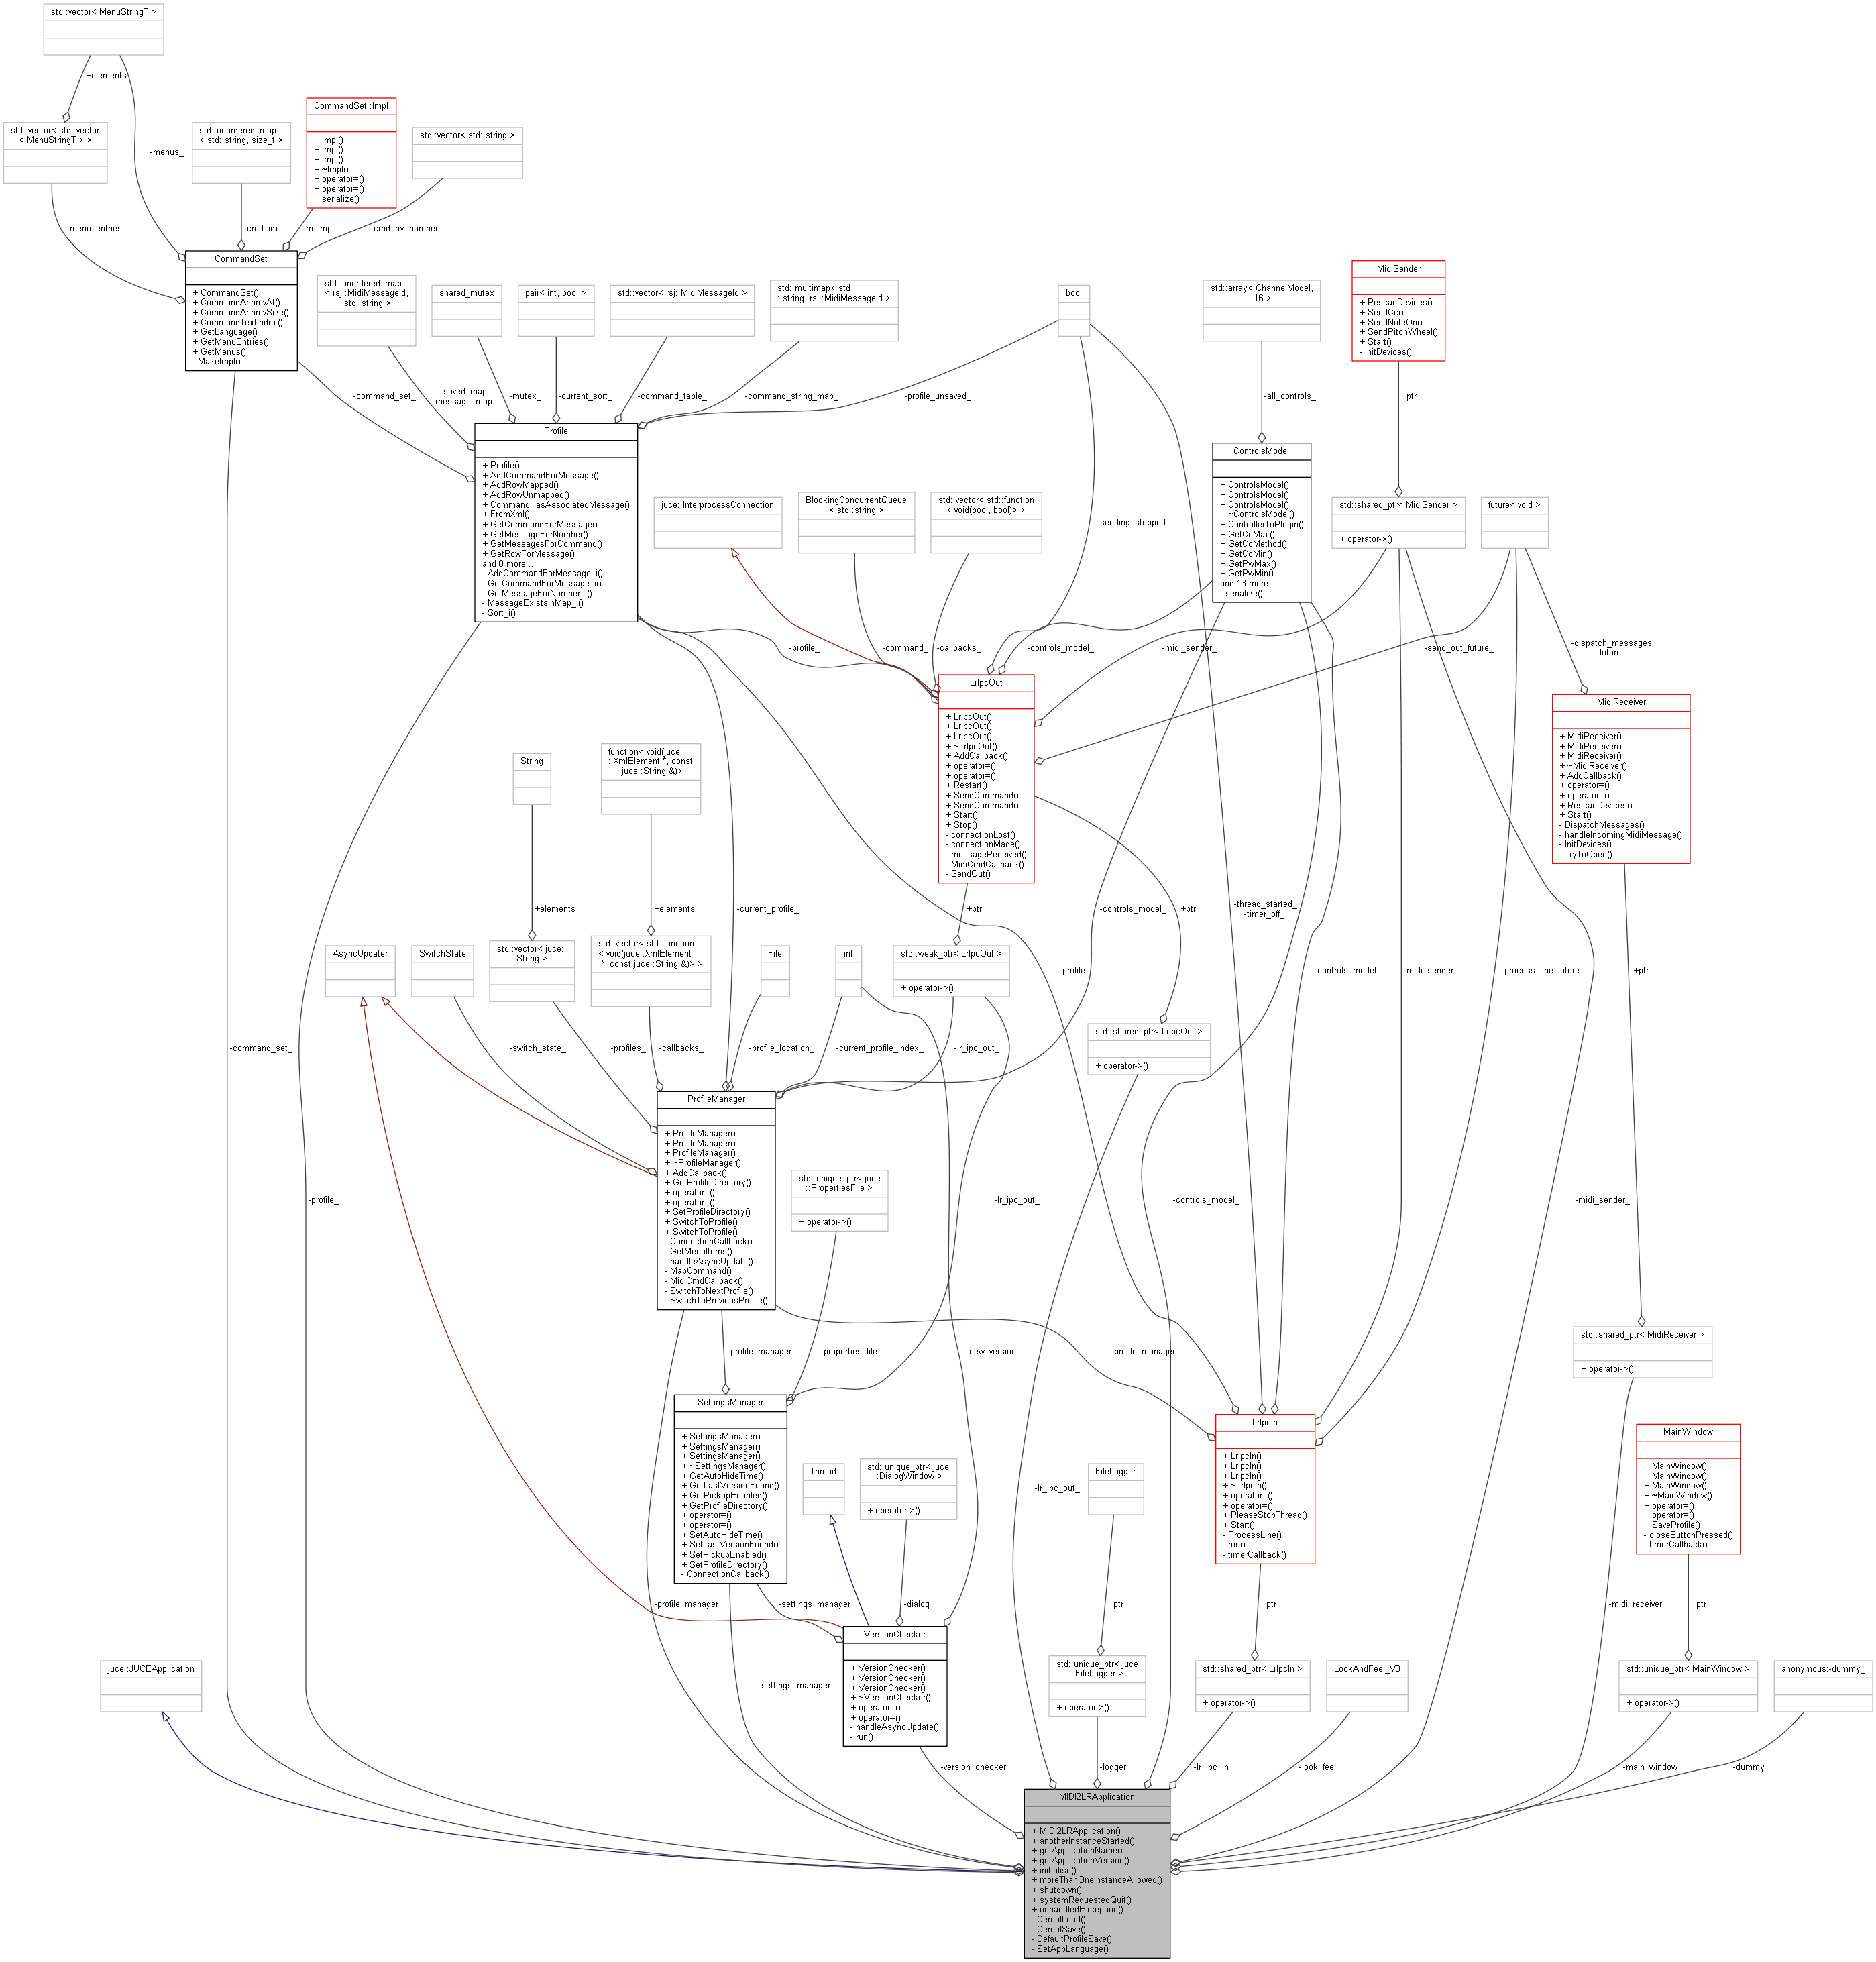 std::vector< MenuStringT >
+elements
std::vector< std::vector
< MenuStringT > >
std::unordered_map
< std::string, size_t >
CommandSet::Impl
+ Impl()
+ Impl()
+ Impl()
+ ~Impl()
+ operator=()
+ operator=()
+ serialize()
std::vector< std::string >
-menus_
-menu_entries_
-cmd_idx_
-m_impl_
-cmd_by_number_
CommandSet
+ CommandSet()
+ CommandAbbrevAt()
+ CommandAbbrevSize()
+ CommandTextIndex()
+ GetLanguage()
+ GetMenuEntries()
+ GetMenus()
- MakeImpl()
std::unordered_map
< rsj::MidiMessageId,
std::string >
shared_mutex
pair< int, bool >
std::vector< rsj::MidiMessageId >
std::multimap< std
::string, rsj::MidiMessageId >
bool
std::array< ChannelModel,
16 >
MidiSender
+ RescanDevices()
+ SendCc()
+ SendNoteOn()
+ SendPitchWheel()
+ Start()
- InitDevices()
-command_set_
-saved_map_
-message_map_
-mutex_
-current_sort_
-command_table_
-command_string_map_
-profile_unsaved_
-all_controls_
+ptr
Profile
+ Profile()
+ AddCommandForMessage()
+ AddRowMapped()
+ AddRowUnmapped()
+ CommandHasAssociatedMessage()
+ FromXml()
+ GetCommandForMessage()
+ GetMessageForNumber()
+ GetMessagesForCommand()
+ GetRowForMessage()
and 8 more...
- AddCommandForMessage_i()
- GetCommandForMessage_i()
- GetMessageForNumber_i()
- MessageExistsInMap_i()
- Sort_i()
ControlsModel
+ ControlsModel()
+ ControlsModel()
+ ControlsModel()
+ ~ControlsModel()
+ ControllerToPlugin()
+ GetCcMax()
+ GetCcMethod()
+ GetCcMin()
+ GetPwMax()
+ GetPwMin()
and 13 more...
- serialize()
juce::InterprocessConnection
BlockingConcurrentQueue
< std::string >
std::vector< std::function
< void(bool, bool)> >
-sending_stopped_
std::shared_ptr< MidiSender >
+ operator->()
future< void >
-profile_
-command_
-callbacks_
-controls_model_
-midi_sender_
-send_out_future_
-dispatch_messages
_future_
LrIpcOut
+ LrIpcOut()
+ LrIpcOut()
+ LrIpcOut()
+ ~LrIpcOut()
+ AddCallback()
+ operator=()
+ operator=()
+ Restart()
+ SendCommand()
+ SendCommand()
+ Start()
+ Stop()
- connectionLost()
- connectionMade()
- messageReceived()
- MidiCmdCallback()
- SendOut()
MidiReceiver
+ MidiReceiver()
+ MidiReceiver()
+ MidiReceiver()
+ ~MidiReceiver()
+ AddCallback()
+ operator=()
+ operator=()
+ RescanDevices()
+ Start()
- DispatchMessages()
- handleIncomingMidiMessage()
- InitDevices()
- TryToOpen()
String
function< void(juce
::XmlElement *, const
juce::String &)>
+elements
+elements
-current_profile_
+ptr
-controls_model_
+ptr
-thread_started_
-timer_off_
AsyncUpdater
SwitchState
std::vector< juce::
String >
std::vector< std::function
< void(juce::XmlElement
*, const juce::String &)> >
File
int
std::weak_ptr< LrIpcOut >
+ operator->()
-profile_
-controls_model_
-midi_sender_
-process_line_future_
+ptr
std::shared_ptr< LrIpcOut >
+ operator->()
-command_set_
-switch_state_
-profiles_
-callbacks_
-profile_location_
-current_profile_index_
-lr_ipc_out_
ProfileManager
+ ProfileManager()
+ ProfileManager()
+ ProfileManager()
+ ~ProfileManager()
+ AddCallback()
+ GetProfileDirectory()
+ operator=()
+ operator=()
+ SetProfileDirectory()
+ SwitchToProfile()
+ SwitchToProfile()
- ConnectionCallback()
- GetMenuItems()
- handleAsyncUpdate()
- MapCommand()
- MidiCmdCallback()
- SwitchToNextProfile()
- SwitchToPreviousProfile()
std::unique_ptr< juce
::PropertiesFile >
+ operator->()
-profile_
-lr_ipc_out_
-controls_model_
-midi_sender_
-profile_manager_
-properties_file_
-new_version_
-profile_manager_
std::shared_ptr< MidiReceiver >
+ operator->()
SettingsManager
+ SettingsManager()
+ SettingsManager()
+ SettingsManager()
+ ~SettingsManager()
+ GetAutoHideTime()
+ GetLastVersionFound()
+ GetPickupEnabled()
+ GetProfileDirectory()
+ operator=()
+ operator=()
+ SetAutoHideTime()
+ SetLastVersionFound()
+ SetPickupEnabled()
+ SetProfileDirectory()
- ConnectionCallback()
LrIpcIn
+ LrIpcIn()
+ LrIpcIn()
+ LrIpcIn()
+ ~LrIpcIn()
+ operator=()
+ operator=()
+ PleaseStopThread()
+ Start()
- ProcessLine()
- run()
- timerCallback()
MainWindow
+ MainWindow()
+ MainWindow()
+ MainWindow()
+ ~MainWindow()
+ operator=()
+ operator=()
+ SaveProfile()
- closeButtonPressed()
- timerCallback()
Thread
std::unique_ptr< juce
::DialogWindow >
+ operator->()
-lr_ipc_out_
FileLogger
-profile_manager_
-settings_manager_
-dialog_
+ptr
+ptr
-midi_receiver_
+ptr
VersionChecker
+ VersionChecker()
+ VersionChecker()
+ VersionChecker()
+ ~VersionChecker()
+ operator=()
+ operator=()
- handleAsyncUpdate()
- run()
juce::JUCEApplication
-settings_manager_
std::unique_ptr< juce
::FileLogger >
+ operator->()
std::shared_ptr< LrIpcIn >
+ operator->()
LookAndFeel_V3
std::unique_ptr< MainWindow >
+ operator->()
anonymous:-dummy_
-version_checker_
-logger_
-lr_ipc_in_
-look_feel_
-main_window_
-dummy_
MIDI2LRApplication
+ MIDI2LRApplication()
+ anotherInstanceStarted()
+ getApplicationName()
+ getApplicationVersion()
+ initialise()
+ moreThanOneInstanceAllowed()
+ shutdown()
+ systemRequestedQuit()
+ unhandledException()
- CerealLoad()
- CerealSave()
- DefaultProfileSave()
- SetAppLanguage()